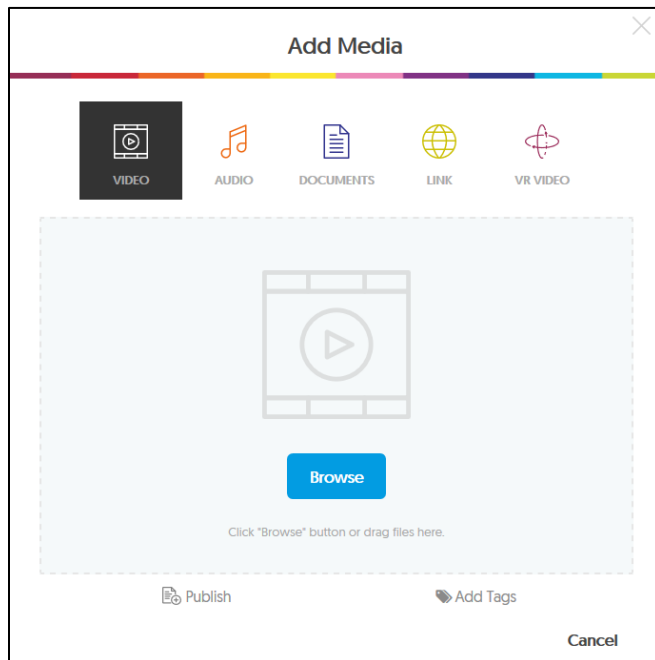 Add Media
VIDEO AUDIO DOCUMENTS LINK VR VIDEO
Browse
Click "Browse" button or drag files here.
Publish Add Tags
Cancel